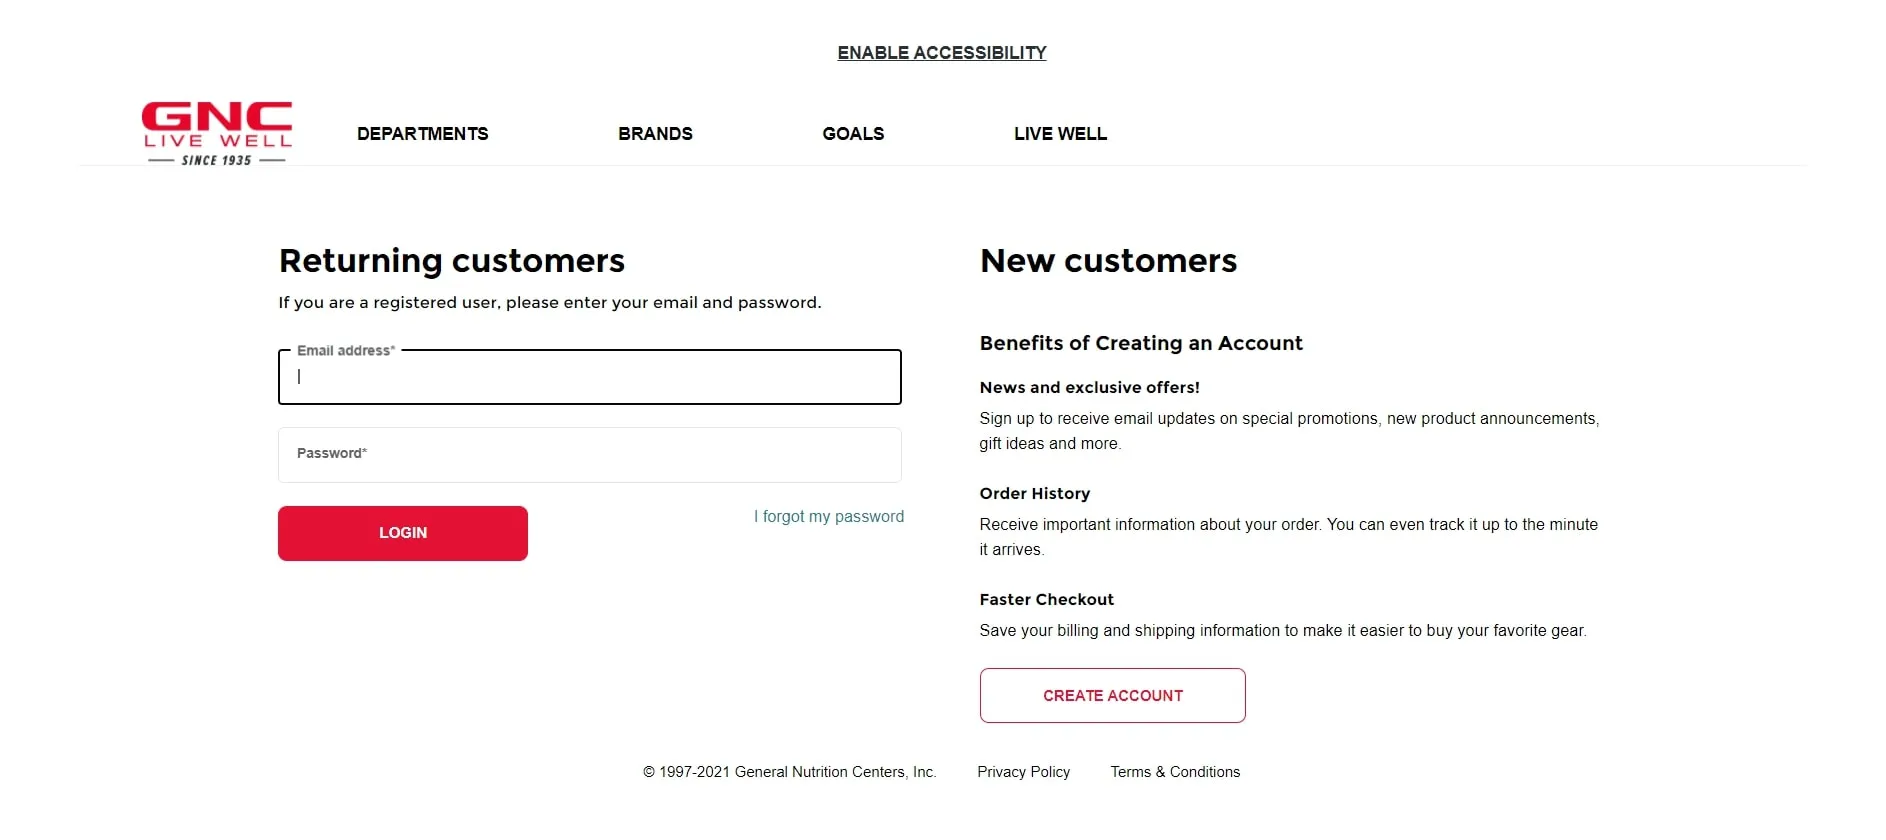 ENABLE ACCESSIBILITY
GNC
LIVE WELL
SINCE 1935
DEPARTMENTS
BRANDS
GOALS
LIVE WELL
Returning customers
If you are a registered user, please enter your email and password.
Email address*
Password*
LOGIN
I forgot my password
New customers
Benefits of Creating an Account
News and exclusive offers!
Sign up to receive email updates on special promotions, new product announcements,
gift ideas and more.
Order History
Receive important information about your order. You can even track it up to the minute
it arrives.
Faster Checkout
Save your billing and shipping information to make it easier to buy your favorite gear.
CREATE ACCOUNT
© 1997-2021 General Nutrition Centers, Inc.
Privacy Policy
Terms & Conditions